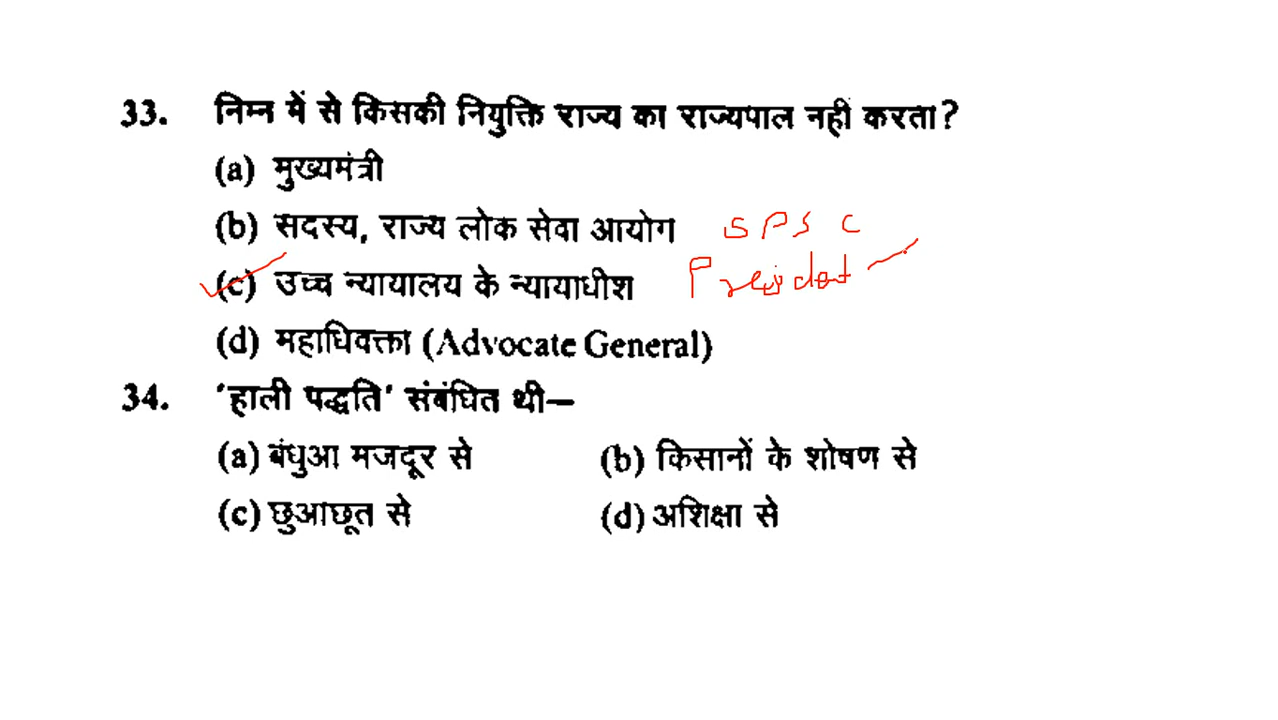 33. निम्न में से किसकी नियुक्ति राज्य का राज्यपाल नही करता?
(a) मुख्यमंत्री
(b) सदस्य, राज्य लोक सेवा आयोग SPSC
(c) उच्च न्यायालय के न्यायाधीश
(d) महाधिवक्ता (Advocate General)
34. 'हाली पद्धति' संबंधित थी—
(a) बंधुआ मजदूर से (b) किसानों के शोषण से
(c) छुआछूत से (d) अशिक्षा से